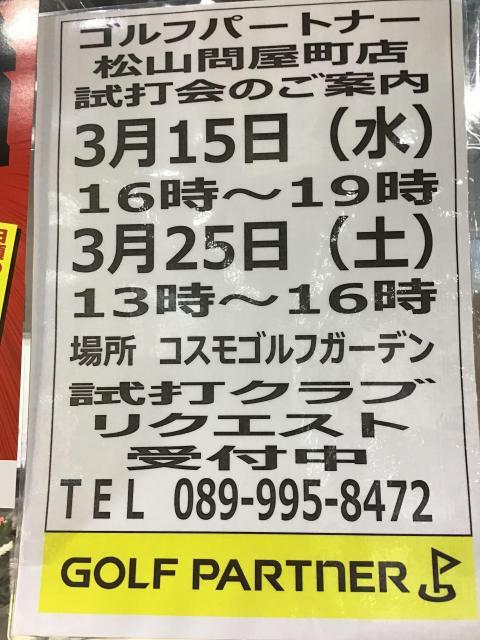 ゴルフパートナー
松山問屋町店
試打会のご案内
3月15日（水）
16時～19時
3月25日（土）
13時～16時
場所 コスモゴルフガーデン
試打クラブ
リクエスト
受付中
TEL 089-995-8472
GOLF PARTNER